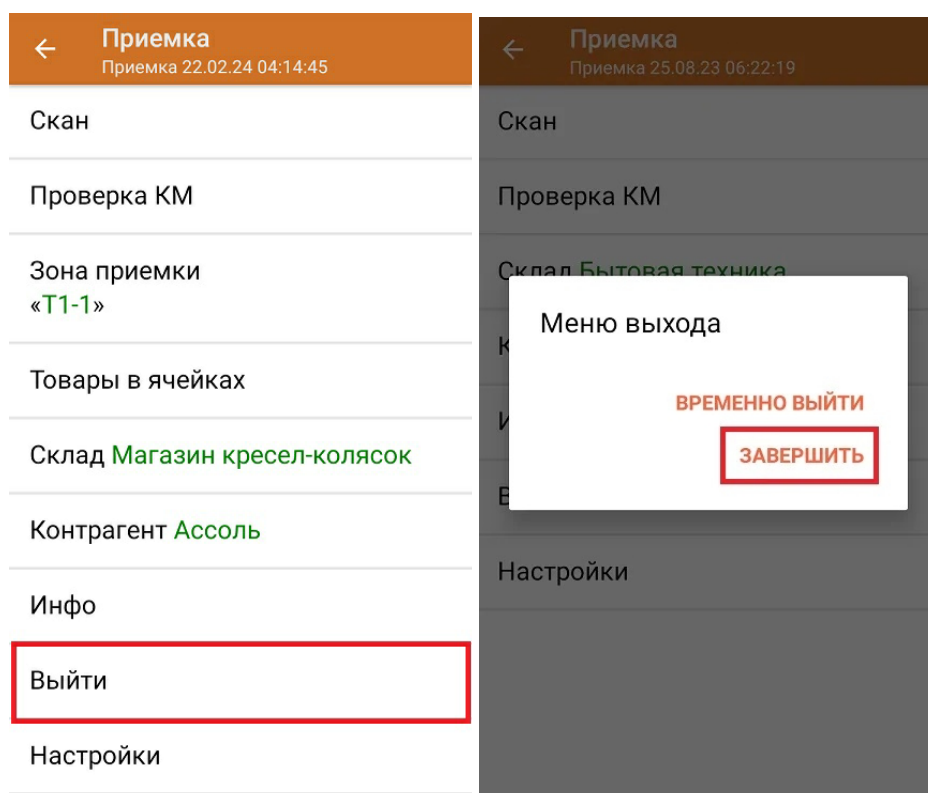 Приемка
Приемка 22.02.24 04:14:45
Скан
Проверка КМ
Зона приемки
«Т1-1»
Товары в ячейках
Склад Магазин кресел-колясок
Контрагент Ассоль
Инфо
Выйти
Настройки
Приемка
Приемка 25.08.23 06:22:19
Скан
Проверка КМ
Склад Бытовая техника
Меню выхода
ВРЕМЕННО ВЫЙТИ
ЗАВЕРШИТЬ
Настройки